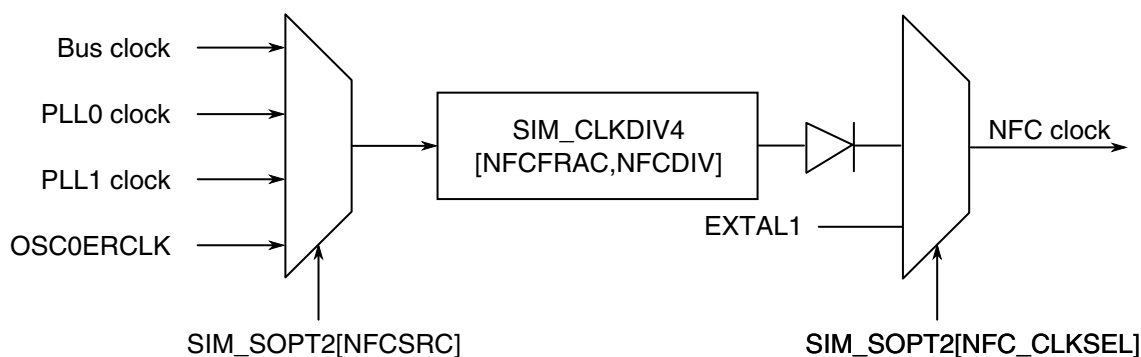 Bus clock
PLL0 clock
PLL1 clock
OSC0ERCLK
SIM_SOPT2[NFCSRC]
SIM_CLKDIV4
[NFCFRAC,NFCDIV]
EXTAL1
NFC clock
SIM_SOPT2[NFC_CLKSEL]